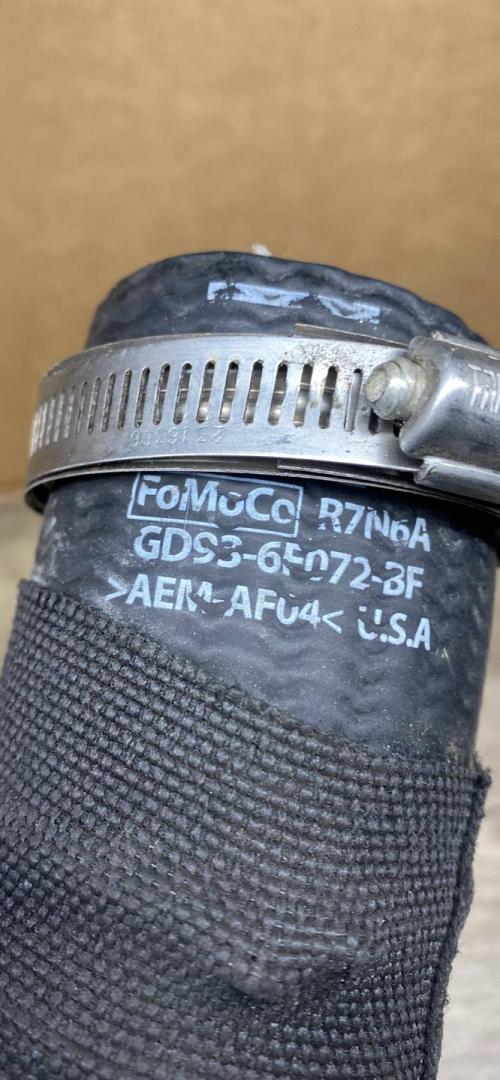 FoMoCo R7N6A
GD93-6F072-BF
>AEM-AF04< U.S.A